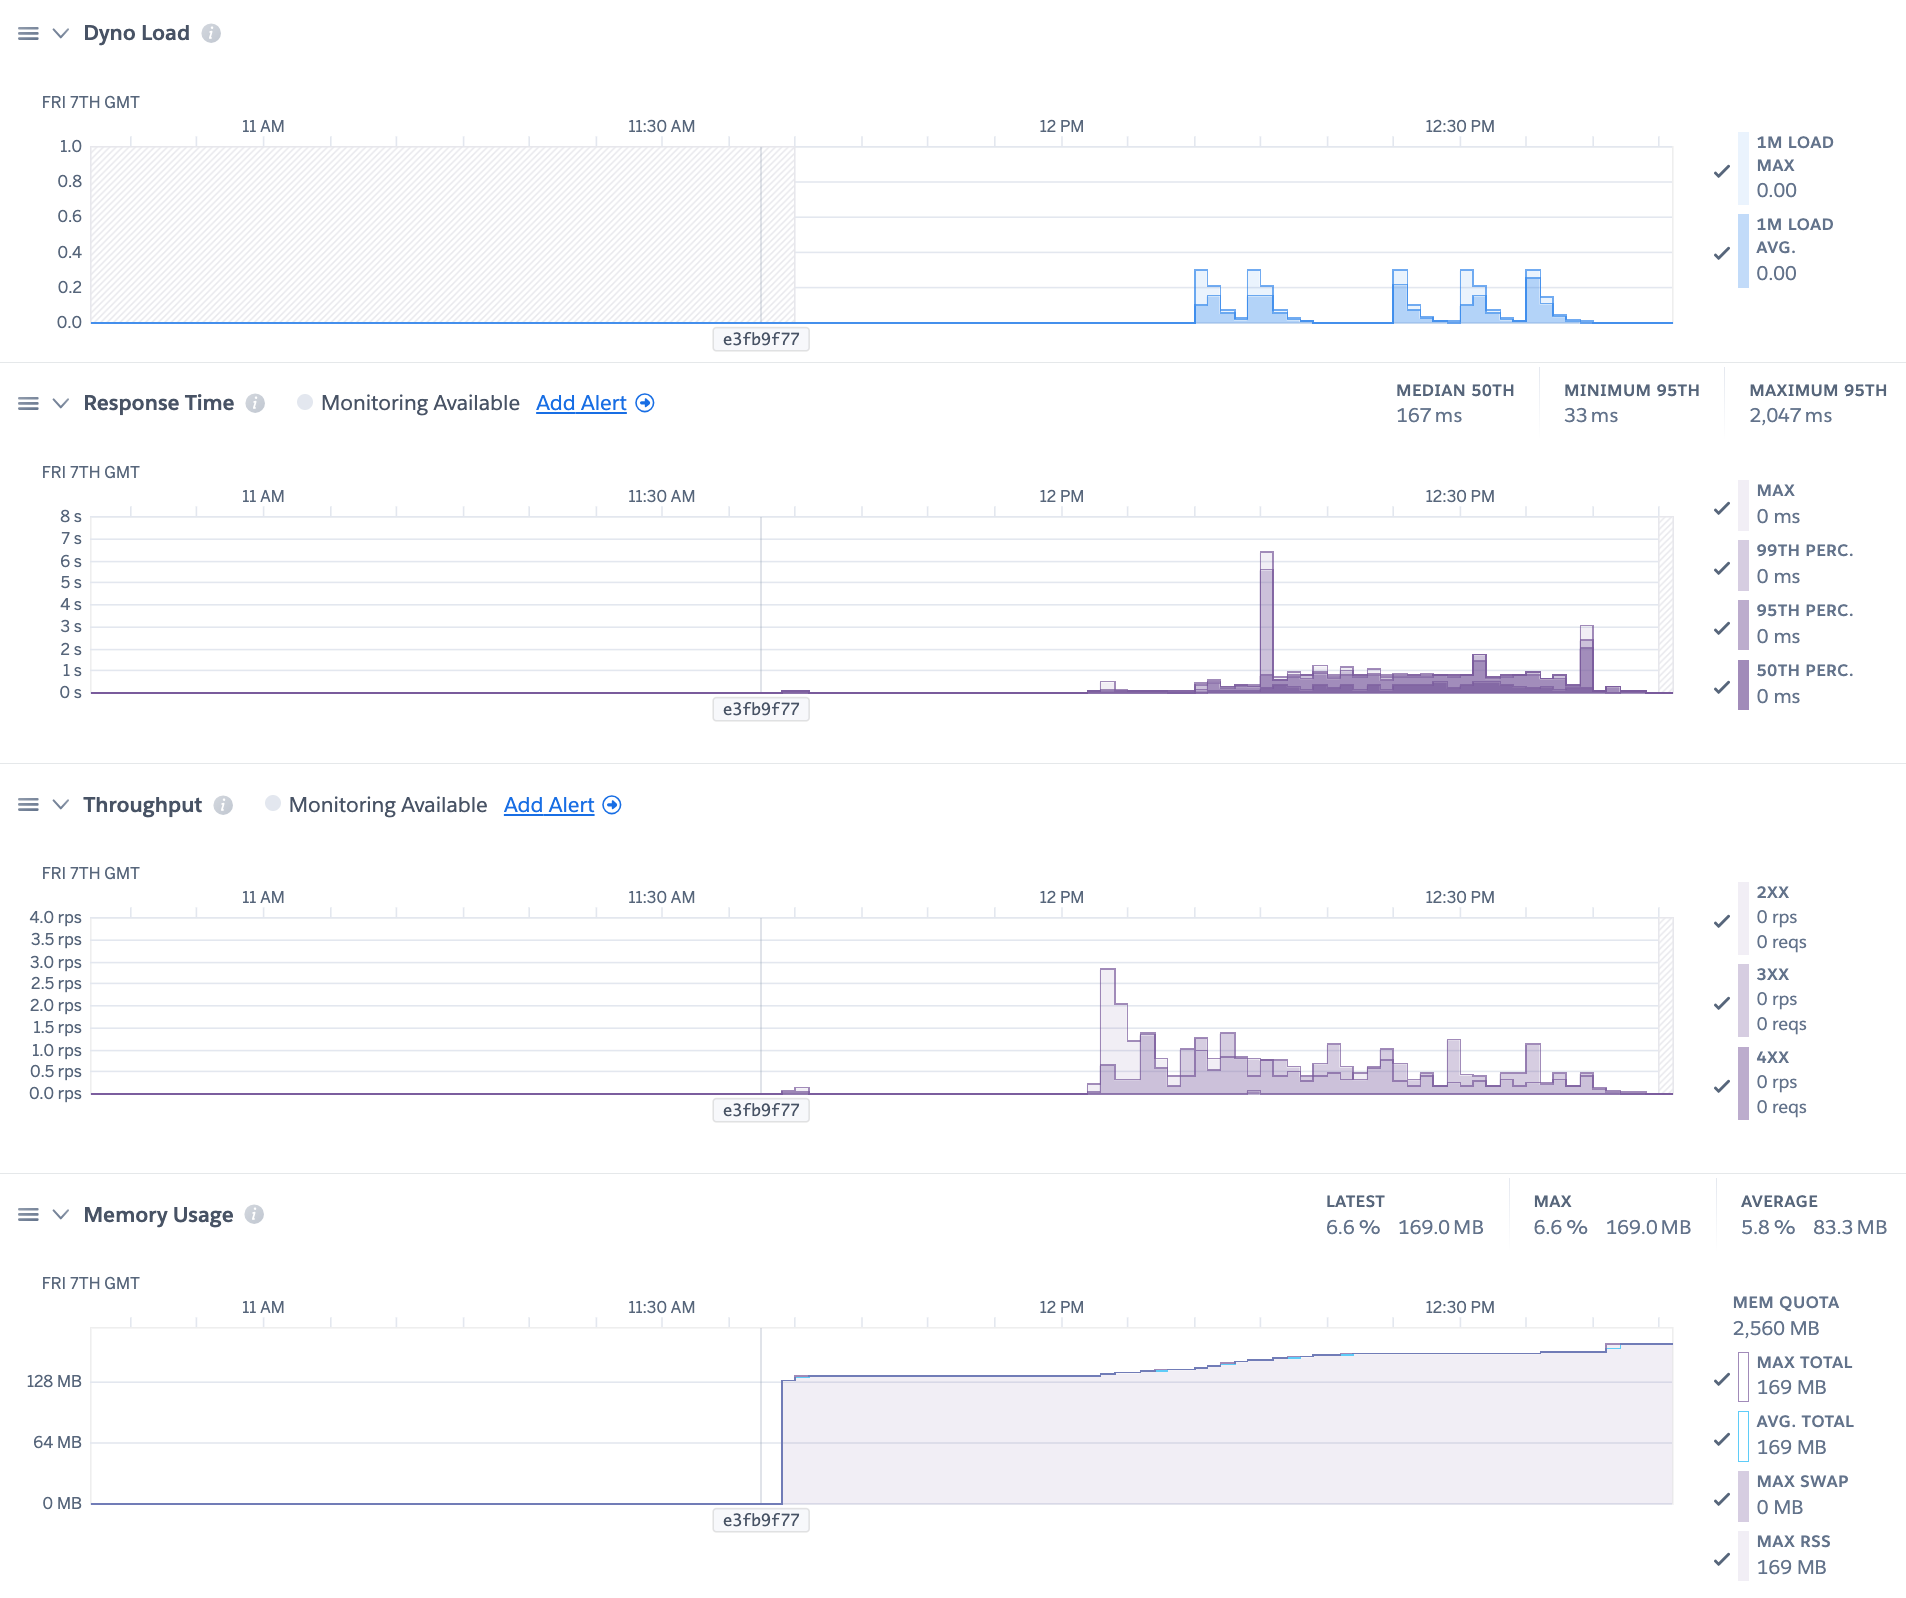 Dyno Load
FRI 7TH GMT
11 AM 11:30 AM 12 PM 12:30 PM
1.0
0.8
0.6
0.4
0.2
0.0
e3fb9f77
1M LOAD
MAX
0.00
1M LOAD
AVG.
0.00
Response Time Monitoring Available Add Alert
MEDIAN 50TH MINIMUM 95TH MAXIMUM 95TH
167 ms 33 ms 2,047 ms
FRI 7TH GMT
11 AM 11:30 AM 12 PM 12:30 PM
8 s
7 s
6 s
5 s
4 s
3 s
2 s
1 s
0 s
e3fb9f77
MAX
0 ms
99TH PERC.
0 ms
95TH PERC.
0 ms
50TH PERC.
0 ms
Throughput Monitoring Available Add Alert
FRI 7TH GMT
11 AM 11:30 AM 12 PM 12:30 PM
4.0 rps
3.5 rps
3.0 rps
2.5 rps
2.0 rps
1.5 rps
1.0 rps
0.5 rps
0.0 rps
e3fb9f77
2XX
0 rps
0 reqs
3XX
0 rps
0 reqs
4XX
0 rps
0 reqs
Memory Usage
LATEST MAX AVERAGE
6.6 % 169.0 MB 6.6 % 169.0 MB 5.8 % 83.3 MB
FRI 7TH GMT
11 AM 11:30 AM 12 PM 12:30 PM
128 MB
64 MB
0 MB
e3fb9f77
MEM QUOTA
2,560 MB
MAX TOTAL
169 MB
AVG. TOTAL
169 MB
MAX SWAP
0 MB
MAX RSS
169 MB